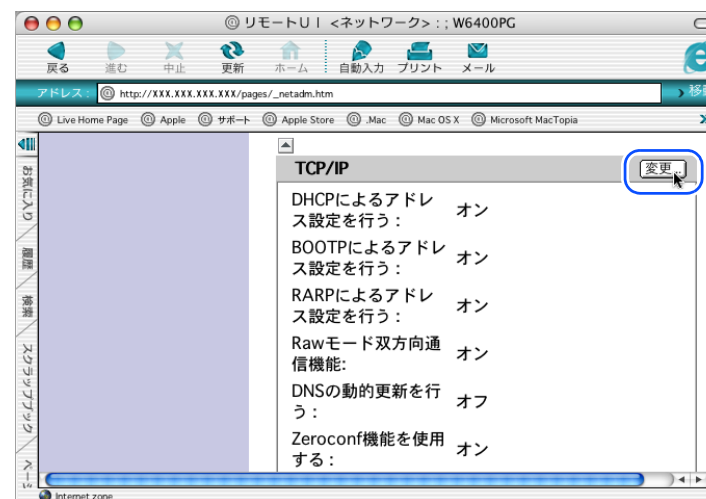 @ リモートUI <ネットワーク> : ; W6400PG
戻る 進む 中止 更新 ホーム 自動入力 プリント メール
アドレス: @ http://XXX.XXX.XXX.XXX/pages/_netadm.htm
@ Live Home Page @ Apple @ サポート @ Apple Store @ .Mac @ Mac OS X @ Microsoft MacTopia
お気に入り
履歴
検索
スクラップブック
TCP/IP 変更...
DHCPによるアドレ
ス設定を行う: オン
BOOTPによるアドレ
ス設定を行う: オン
RARPによるアドレ
ス設定を行う: オン
Rawモード双方向通
信機能: オン
DNSの動的更新を行
う: オフ
Zeroconf機能を使用
する: オン
Internet zone